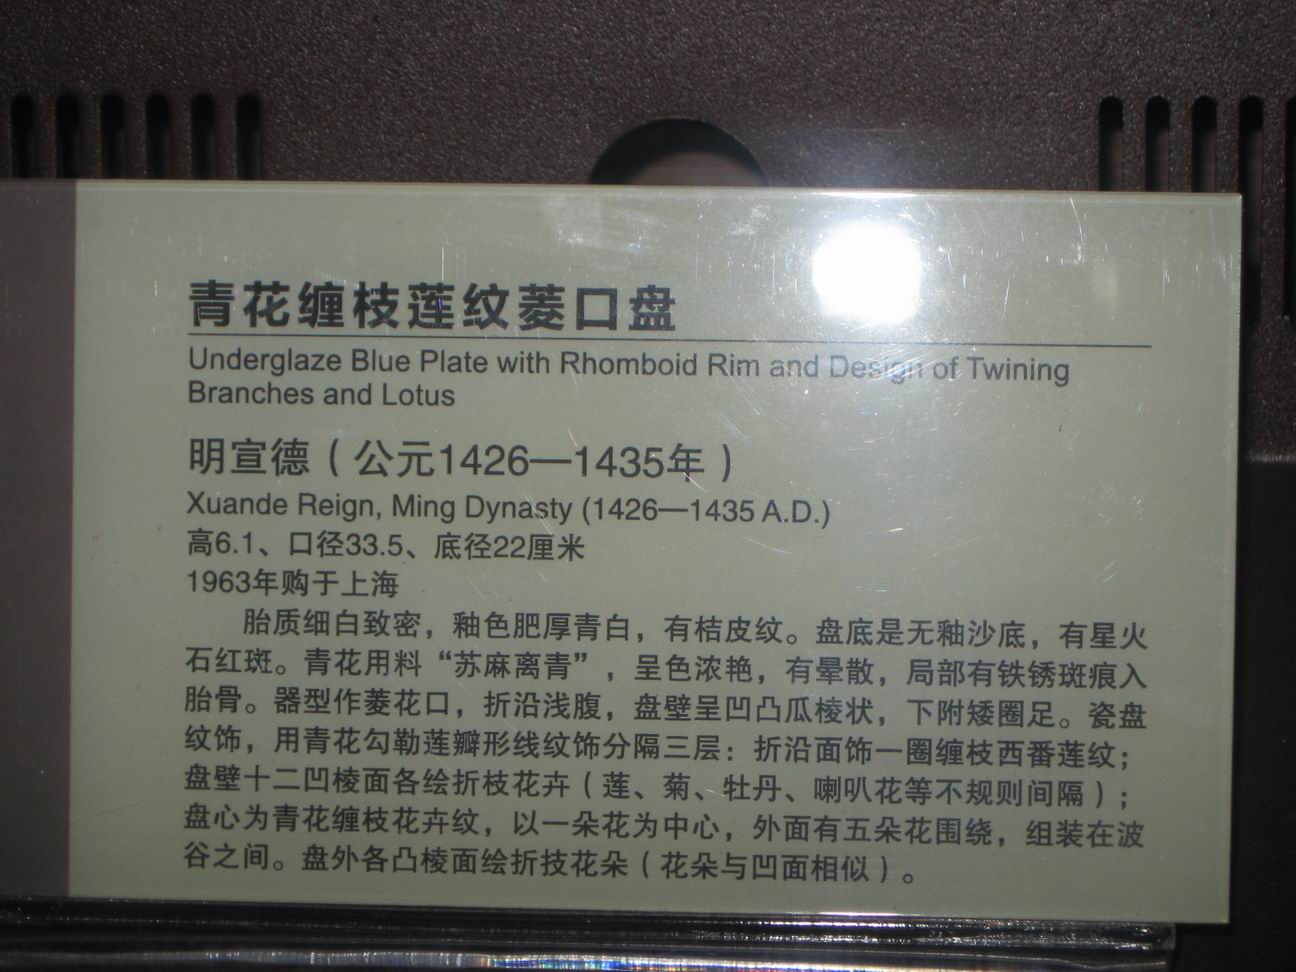 青花缠枝莲纹菱口盘
Underglaze Blue Plate with Rhomboid Rim and Design of Twining
Branches and Lotus
明宣德（公元1426—1435年）
Xuande Reign, Ming Dynasty (1426—1435 A.D.)
高6.1、口径33.5、底径22厘米
1963年购于上海
胎质细白致密，釉色肥厚青白，有桔皮纹。盘底是无釉沙底，有星火
石红斑。青花用料“苏麻离青”，呈色浓艳，有晕散，局部有铁锈斑痕入
胎骨。器型作菱花口，折沿浅腹，盘壁呈凹凸瓜棱状，下附矮圈足。瓷盘
纹饰，用青花勾勒莲瓣形线纹饰分隔三层：折沿面饰一圈缠枝西番莲纹；
盘壁十二凹棱面各绘折枝花卉（莲、菊、牡丹、喇叭花等不规则间隔）；
盘心为青花缠枝花卉纹，以一朵花为中心，外面有五朵花围绕，组装在波
谷之间。盘外各凸棱面绘折技花朵（花朵与凹面相似）。